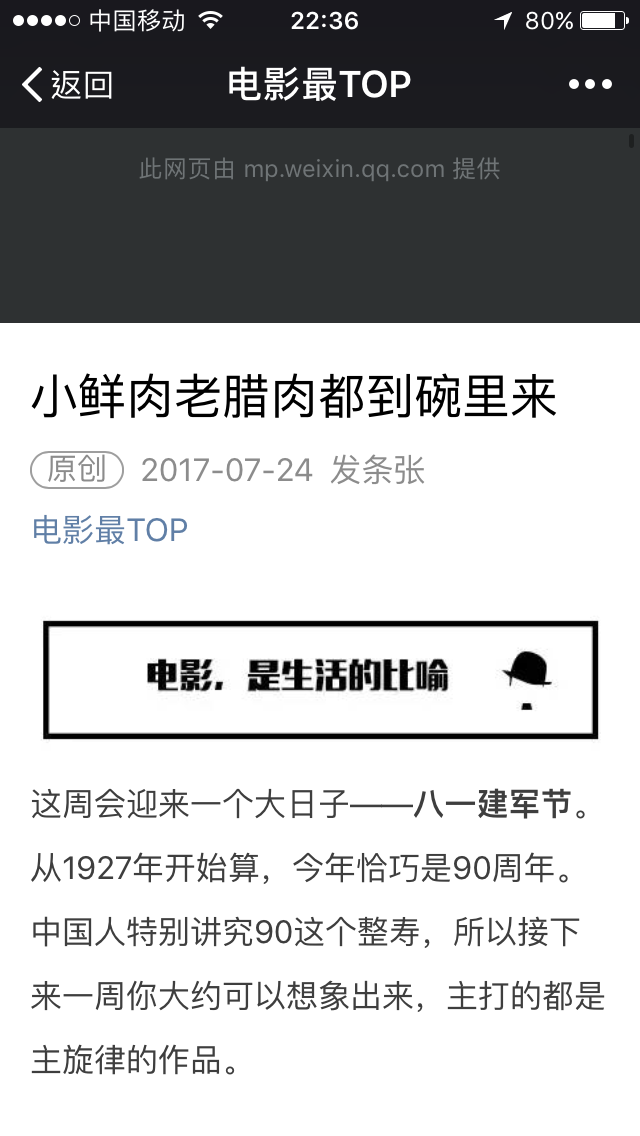 中国移动 22:36 80%
返回 电影最TOP
此网页由 mp.weixin.qq.com 提供
小鲜肉老腊肉都到碗里来
原创 2017-07-24 发条张
电影最TOP
电影，是生活的比喻
这周会迎来一个大日子——八一建军节。
从1927年开始算，今年恰巧是90周年。
中国人特别讲究90这个整寿，所以接下
来一周你大约可以想象出来，主打的都是
主旋律的作品。